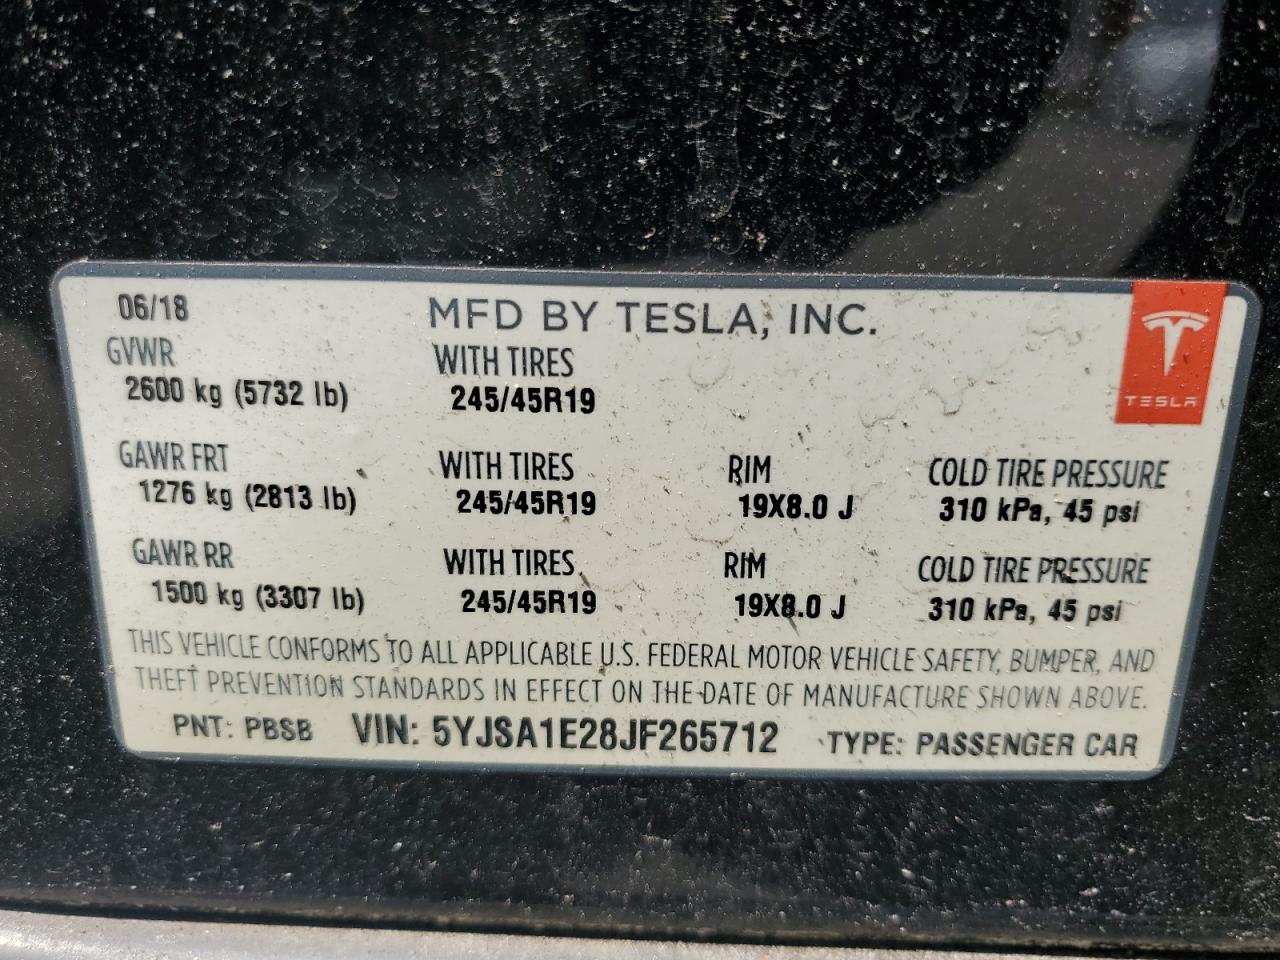 06/18 MFD BY TESLA, INC.
GVWR WITH TIRES
2600 kg (5732 lb) 245/45R19
TESLA
GAWR FRT WITH TIRES RIM COLD TIRE PRESSURE
1276 kg (2813 lb) 245/45R19 19X8.0 J 310 kPa, 45 psi
GAWR RR WITH TIRES RIM COLD TIRE PRESSURE
1500 kg (3307 lb) 245/45R19 19X8.0 J 310 kPa, 45 psi
THIS VEHICLE CONFORMS TO ALL APPLICABLE U.S. FEDERAL MOTOR VEHICLE SAFETY, BUMPER, AND
THEFT PREVENTION STANDARDS IN EFFECT ON THE DATE OF MANUFACTURE SHOWN ABOVE.
PNT: PBSB VIN: 5YJSA1E28JF265712 TYPE: PASSENGER CAR